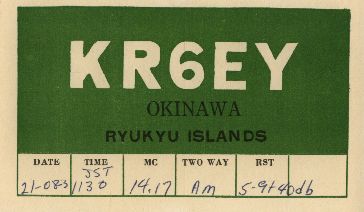 KR6EY
OKINAWA
RYUKYU ISLANDS
DATE TIME MC TWO WAY RST
JST
21-083 1130 14.17 Am 5-9+40db